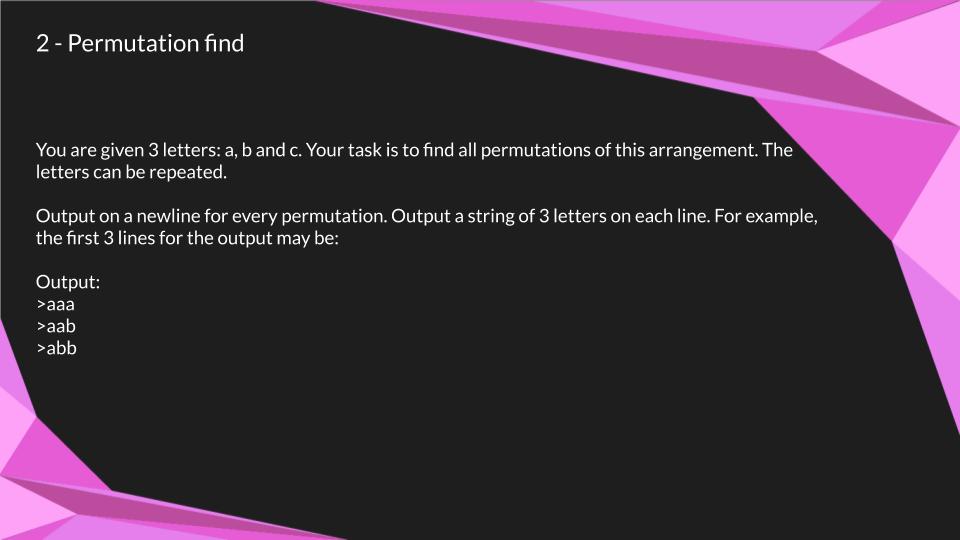 2 - Permutation find
You are given 3 letters: a, b and c. Your task is to find all permutations of this arrangement. The
letters can be repeated.
Output on a newline for every permutation. Output a string of 3 letters on each line. For example,
the first 3 lines for the output may be:
Output:
>aaa
>aab
>abb